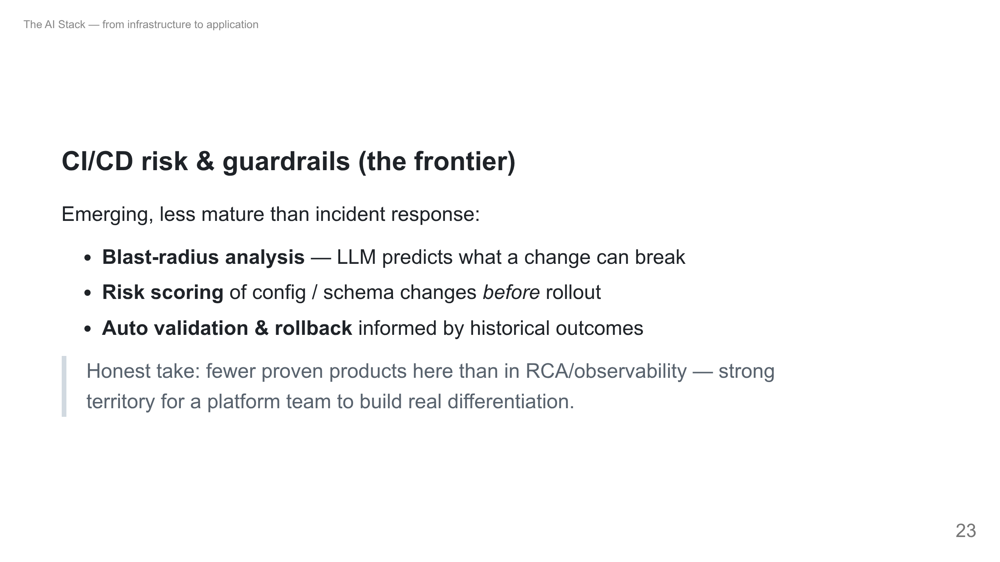 The AI Stack — from infrastructure to application
CI/CD risk & guardrails (the frontier)
Emerging, less mature than incident response:
• Blast-radius analysis — LLM predicts what a change can break
• Risk scoring of config / schema changes before rollout
• Auto validation & rollback informed by historical outcomes
Honest take: fewer proven products here than in RCA/observability — strong
territory for a platform team to build real differentiation.
23